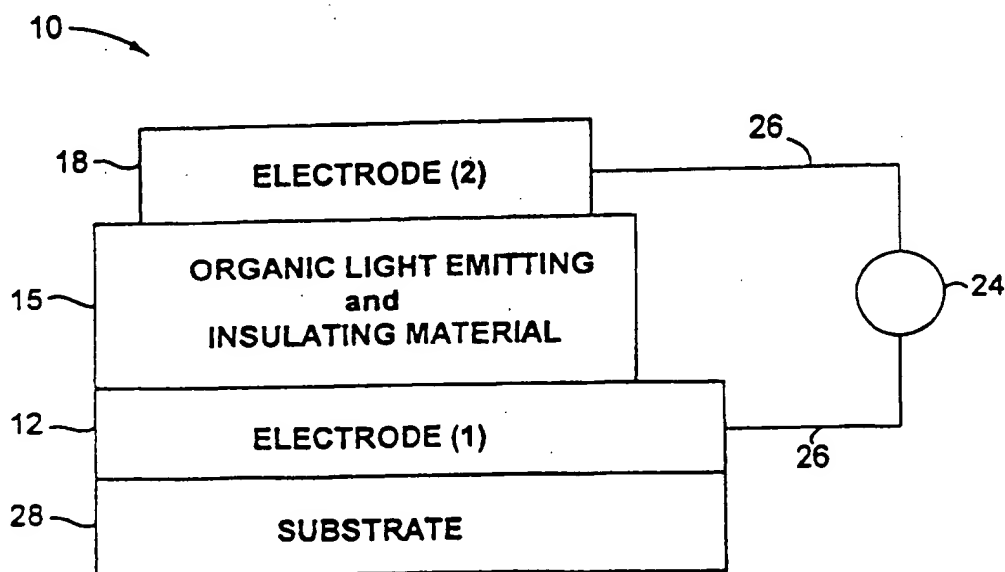 10
18
ELECTRODE (2)
26
ORGANIC LIGHT EMITTING
and
INSULATING MATERIAL
15
24
12
ELECTRODE (1)
26
28
SUBSTRATE